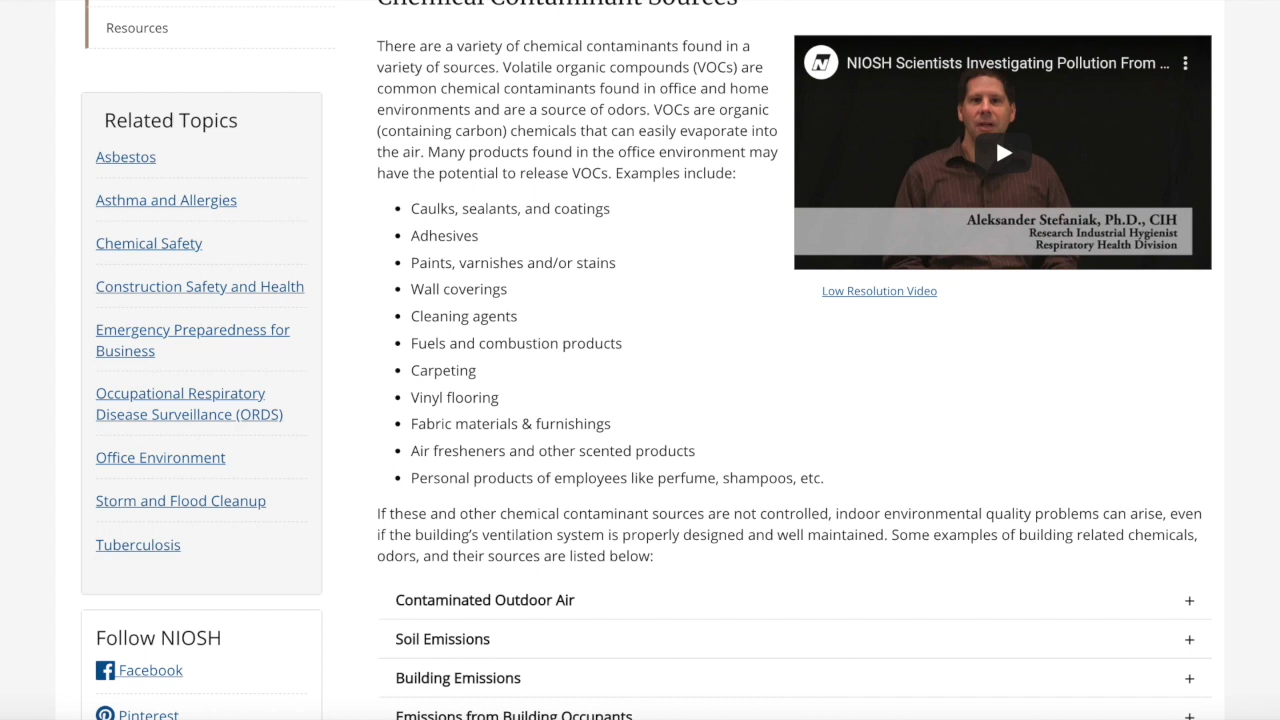 Chemical Contaminant Sources
Resources
Related Topics
Asbestos
Asthma and Allergies
Chemical Safety
Construction Safety and Health
Emergency Preparedness for
Business
Occupational Respiratory
Disease Surveillance (ORDS)
Office Environment
Storm and Flood Cleanup
Tuberculosis
Follow NIOSH
Facebook
Pinterest
There are a variety of chemical contaminants found in a
variety of sources. Volatile organic compounds (VOCs) are
common chemical contaminants found in office and home
environments and are a source of odors. VOCs are organic
(containing carbon) chemicals that can easily evaporate into
the air. Many products found in the office environment may
have the potential to release VOCs. Examples include:
• Caulks, sealants, and coatings
• Adhesives
• Paints, varnishes and/or stains
• Wall coverings
• Cleaning agents
• Fuels and combustion products
• Carpeting
• Vinyl flooring
• Fabric materials & furnishings
• Air fresheners and other scented products
• Personal products of employees like perfume, shampoos, etc.
NIOSH Scientists Investigating Pollution From ...
Aleksander Stefaniak, Ph.D., CIH
Research Industrial Hygienist
Respiratory Health Division
Low Resolution Video
If these and other chemical contaminant sources are not controlled, indoor environmental quality problems can arise, even
if the building’s ventilation system is properly designed and well maintained. Some examples of building related chemicals,
odors, and their sources are listed below:
Contaminated Outdoor Air +
Soil Emissions +
Building Emissions +
Emissions from Building Occupants +